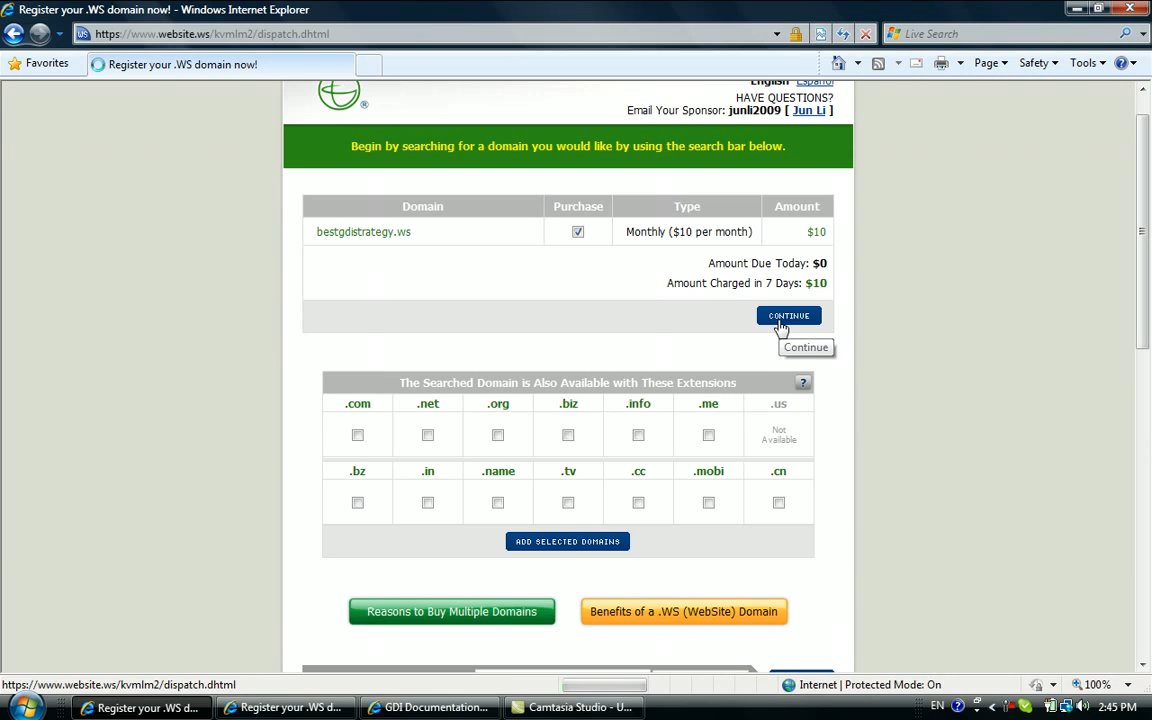 Register your .WS domain now! - Windows Internet Explorer
https://www.website.ws/kvmlm2/dispatch.dhtml
Live Search
Favorites
Register your .WS domain now!
Page
Safety
Tools
English Español
HAVE QUESTIONS?
Email Your Sponsor: junli2009 [ Jun Li ]
Begin by searching for a domain you would like by using the search bar below.
Domain Purchase Type Amount
bestgdistrategy.ws Monthly ($10 per month) $10
Amount Due Today: $0
Amount Charged in 7 Days: $10
CONTINUE
Continue
The Searched Domain is Also Available with These Extensions ?
.com .net .org .biz .info .me .us
Not
Available
.bz .in .name .tv .cc .mobi .cn
ADD SELECTED DOMAINS
Reasons to Buy Multiple Domains
Benefits of a .WS (WebSite) Domain
https://www.website.ws/kvmlm2/dispatch.dhtml
Internet | Protected Mode: On
100%
Register your .WS d...
Register your .WS d...
GDI Documentation...
Camtasia Studio - U...
EN
2:45 PM